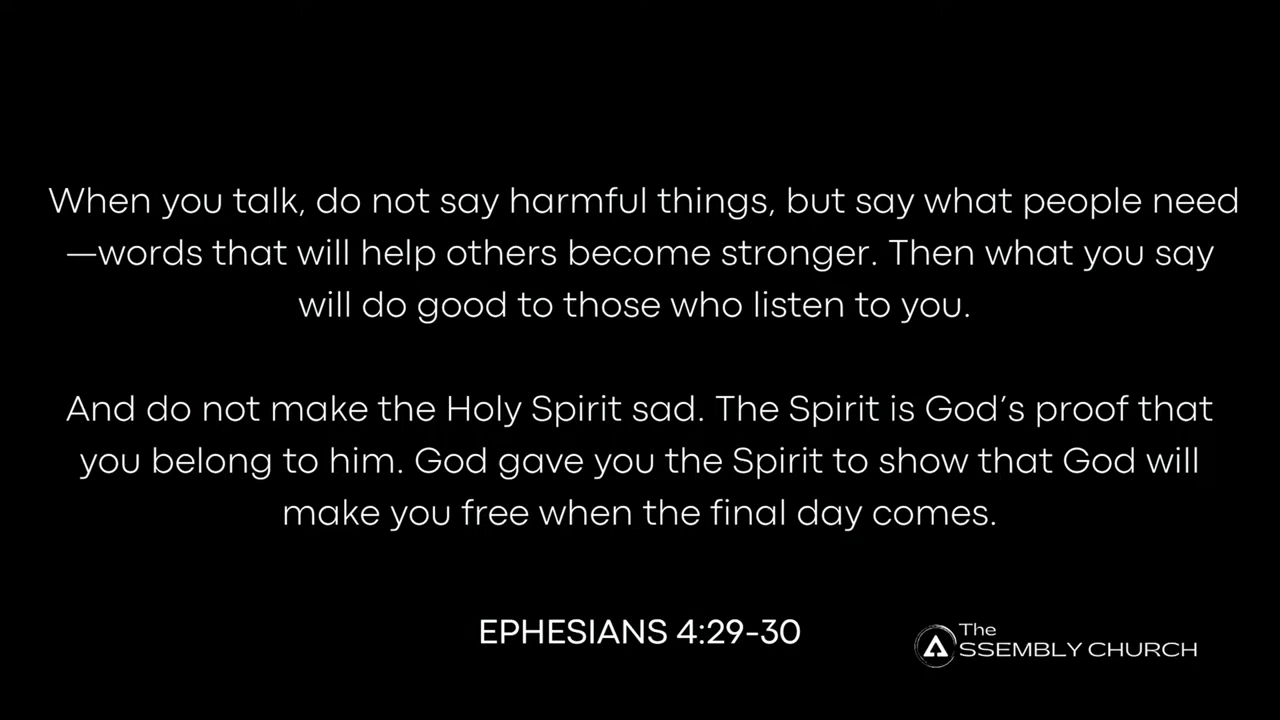 When you talk, do not say harmful things, but say what people need
—words that will help others become stronger. Then what you say
will do good to those who listen to you.
And do not make the Holy Spirit sad. The Spirit is God’s proof that
you belong to him. God gave you the Spirit to show that God will
make you free when the final day comes.
EPHESIANS 4:29-30
The
ASSEMBLY CHURCH